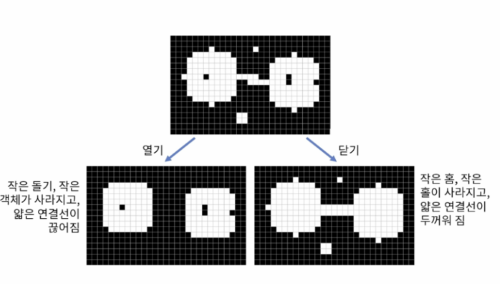 열기
닫기
작은 돌기, 작은
객체가 사라지고,
얇은 연결선이
끊어짐
작은 홈, 작은
홀이 사라지고,
얇은 연결선이
두꺼워 짐